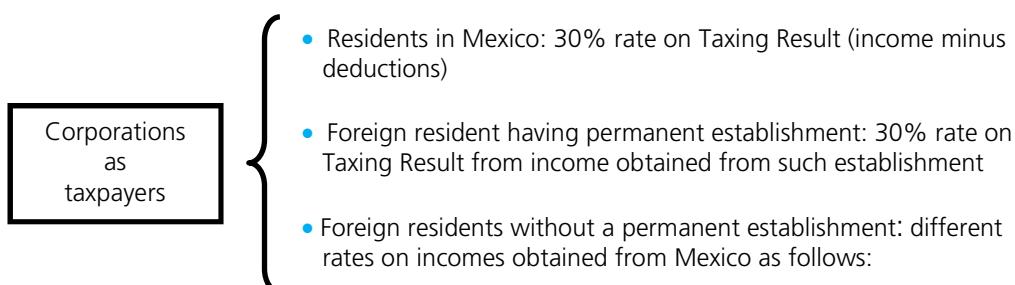 Corporations
as
taxpayers
• Residents in Mexico: 30% rate on Taxing Result (income minus
deductions)
• Foreign resident having permanent establishment: 30% rate on
Taxing Result from income obtained from such establishment
• Foreign residents without a permanent establishment: different
rates on incomes obtained from Mexico as follows: